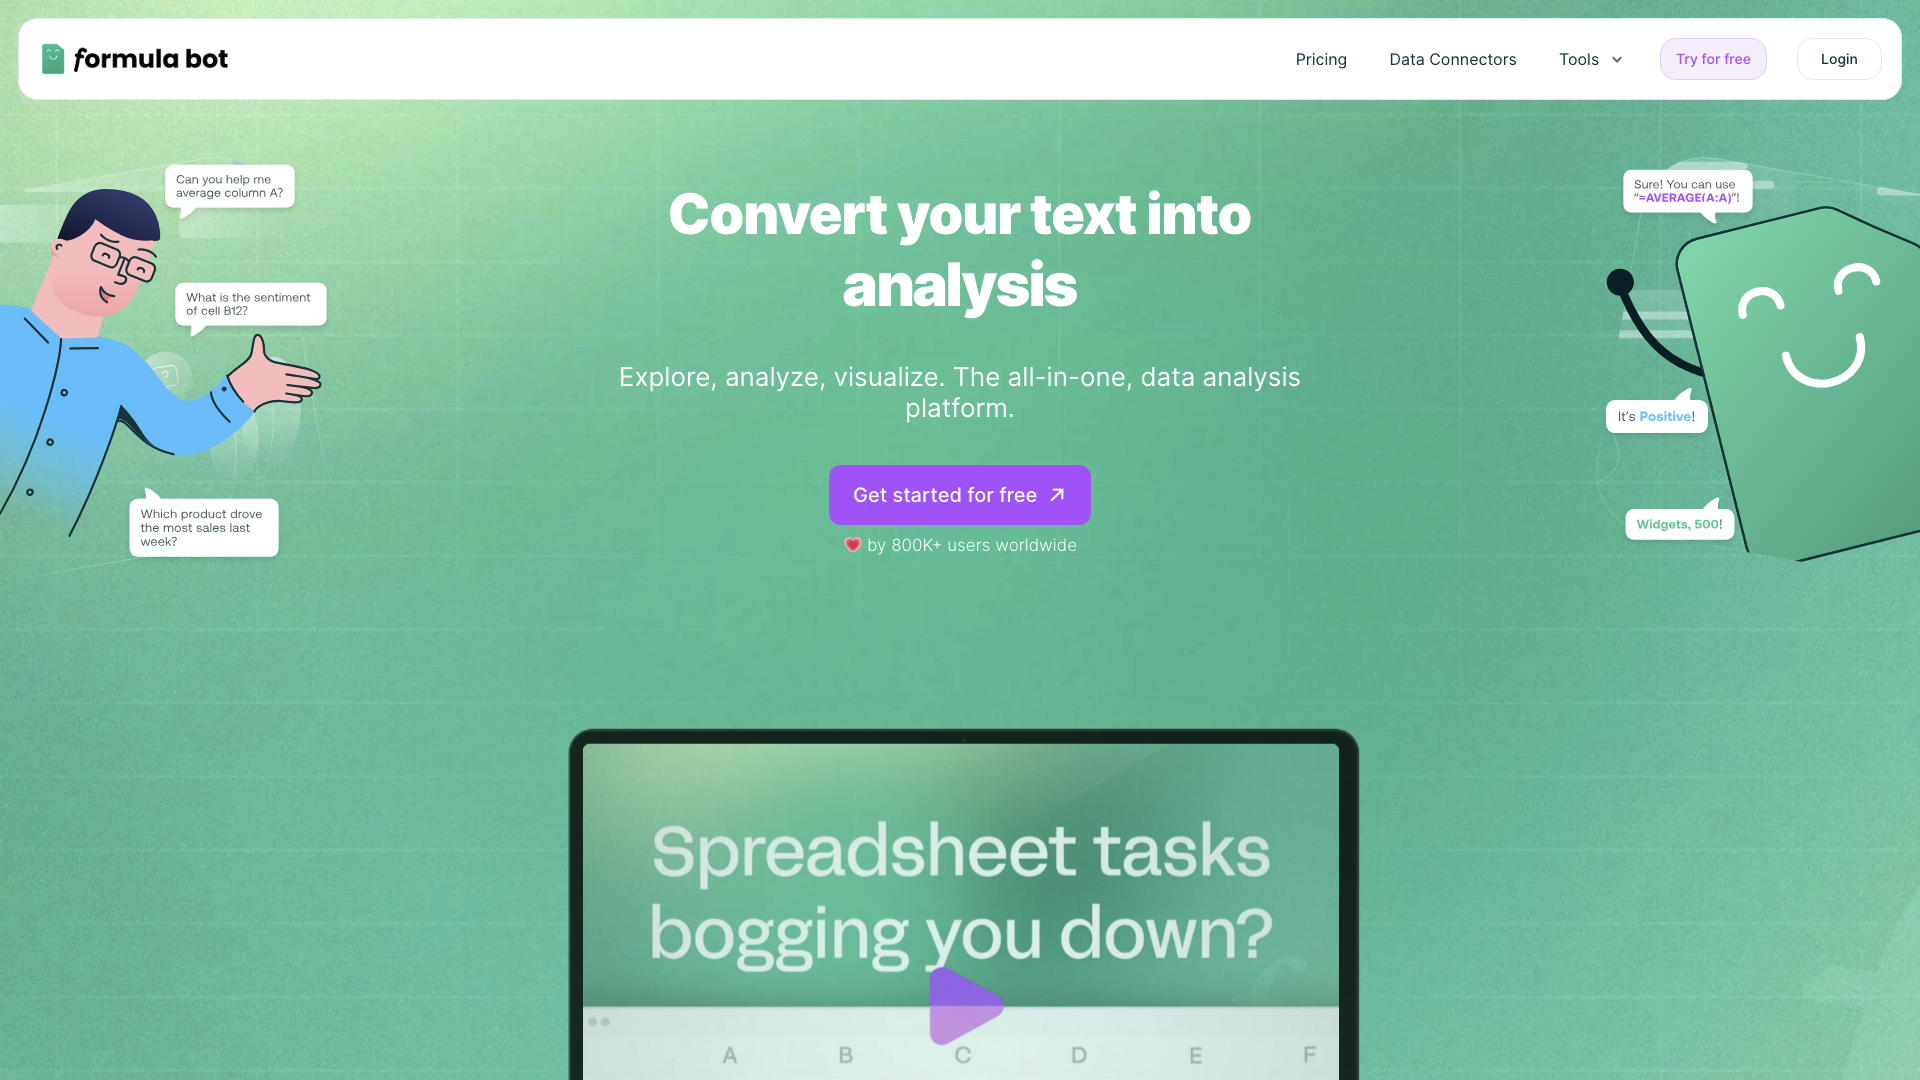 formula bot
Pricing
Data Connectors
Tools
Try for free
Login
Can you help me
average column A?
What is the sentiment
of cell B12?
Which product drove
the most sales last
week?
Convert your text into
analysis
Explore, analyze, visualize. The all-in-one, data analysis
platform.
Get started for free
by 800K+ users worldwide
Sure! You can use
“=AVERAGE(A:A)”!
It's Positive!
Widgets, 500!
Spreadsheet tasks
bogging you down?
A B C D E F